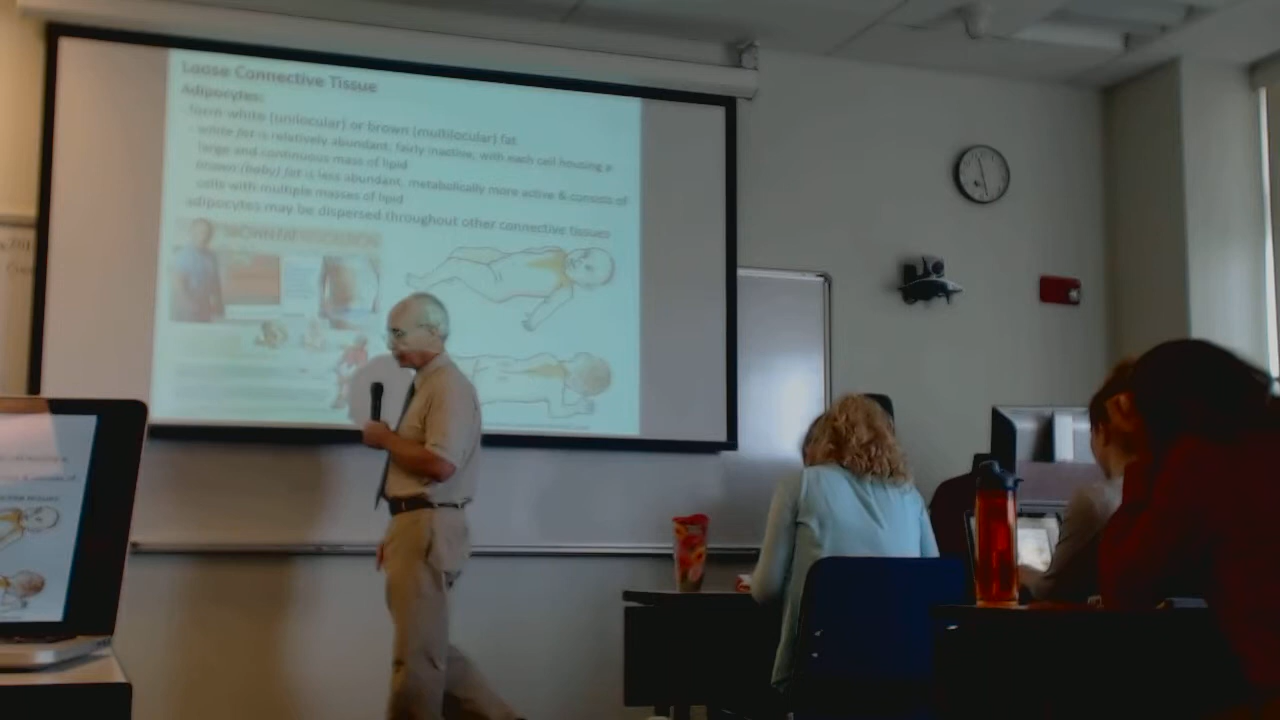 Loose Connective Tissue
Adipocytes:
form white (unilocular) or brown (multilocular) fat
- white fat is relatively abundant, fairly inactive, with each cell housing a
large and continuous mass of lipid
brown (baby) fat is less abundant, metabolically more active & consists of
cells with multiple masses of lipid
adipocytes may be dispersed throughout other connective tissues